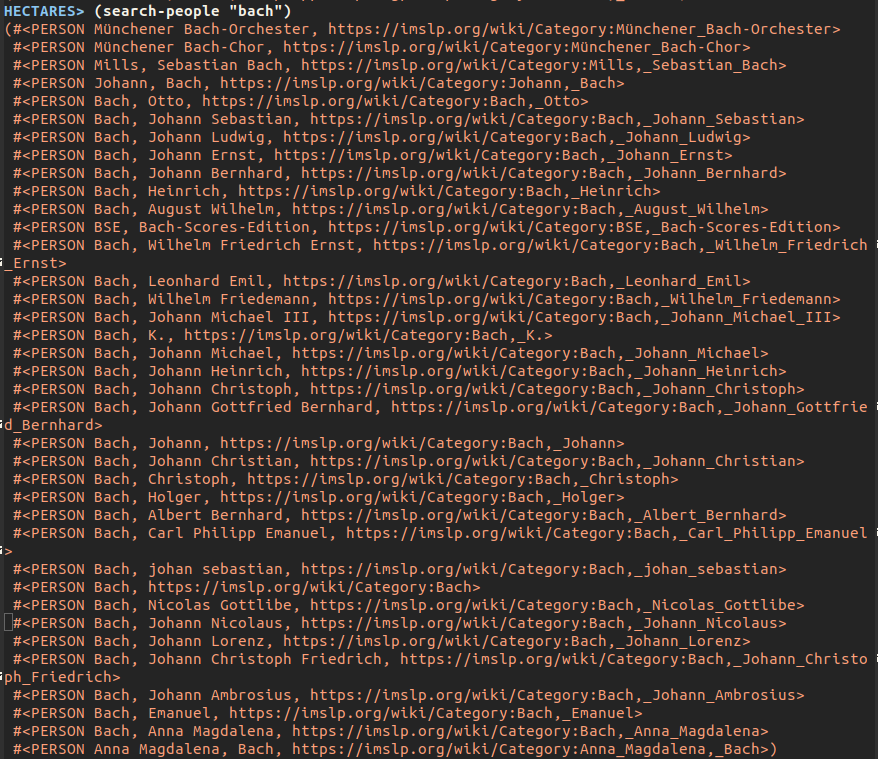 HECTARES> (search-people "bach")
(#<PERSON Münchener Bach-Orchester, https://imslp.org/wiki/Category:Münchener_Bach-Orchester>
#<PERSON Münchener Bach-Chor, https://imslp.org/wiki/Category:Münchener_Bach-Chor>
#<PERSON Mills, Sebastian Bach, https://imslp.org/wiki/Category:Mills,_Sebastian_Bach>
#<PERSON Johann, Bach, https://imslp.org/wiki/Category:Johann,_Bach>
#<PERSON Bach, Otto, https://imslp.org/wiki/Category:Bach,_Otto>
#<PERSON Bach, Johann Sebastian, https://imslp.org/wiki/Category:Bach,_Johann_Sebastian>
#<PERSON Bach, Johann Ludwig, https://imslp.org/wiki/Category:Bach,_Johann_Ludwig>
#<PERSON Bach, Johann Ernst, https://imslp.org/wiki/Category:Bach,_Johann_Ernst>
#<PERSON Bach, Johann Bernhard, https://imslp.org/wiki/Category:Bach,_Johann_Bernhard>
#<PERSON Bach, Heinrich, https://imslp.org/wiki/Category:Bach,_Heinrich>
#<PERSON Bach, August Wilhelm, https://imslp.org/wiki/Category:Bach,_August_Wilhelm>
#<PERSON BSE, Bach-Scores-Edition, https://imslp.org/wiki/Category:BSE,_Bach-Scores-Edition>
#<PERSON Bach, Wilhelm Friedrich Ernst, https://imslp.org/wiki/Category:Bach,_Wilhelm_Friedrich
_Ernst>
#<PERSON Bach, Leonhard Emil, https://imslp.org/wiki/Category:Bach,_Leonhard_Emil>
#<PERSON Bach, Wilhelm Friedemann, https://imslp.org/wiki/Category:Bach,_Wilhelm_Friedemann>
#<PERSON Bach, Johann Michael III, https://imslp.org/wiki/Category:Bach,_Johann_Michael_III>
#<PERSON Bach, K., https://imslp.org/wiki/Category:Bach,_K.>
#<PERSON Bach, Johann Michael, https://imslp.org/wiki/Category:Bach,_Johann_Michael>
#<PERSON Bach, Johann Heinrich, https://imslp.org/wiki/Category:Bach,_Johann_Heinrich>
#<PERSON Bach, Johann Christoph, https://imslp.org/wiki/Category:Bach,_Johann_Christoph>
#<PERSON Bach, Johann Gottfried Bernhard, https://imslp.org/wiki/Category:Bach,_Johann_Gottfrie
d_Bernhard>
#<PERSON Bach, Johann, https://imslp.org/wiki/Category:Bach,_Johann>
#<PERSON Bach, Johann Christian, https://imslp.org/wiki/Category:Bach,_Johann_Christian>
#<PERSON Bach, Christoph, https://imslp.org/wiki/Category:Bach,_Christoph>
#<PERSON Bach, Holger, https://imslp.org/wiki/Category:Bach,_Holger>
#<PERSON Bach, Albert Bernhard, https://imslp.org/wiki/Category:Bach,_Albert_Bernhard>
#<PERSON Bach, Carl Philipp Emanuel, https://imslp.org/wiki/Category:Bach,_Carl_Philipp_Emanuel
>
#<PERSON Bach, johan sebastian, https://imslp.org/wiki/Category:Bach,_johan_sebastian>
#<PERSON Bach, https://imslp.org/wiki/Category:Bach>
#<PERSON Bach, Nicolas Gottlibe, https://imslp.org/wiki/Category:Bach,_Nicolas_Gottlibe>
#<PERSON Bach, Johann Nicolaus, https://imslp.org/wiki/Category:Bach,_Johann_Nicolaus>
#<PERSON Bach, Johann Lorenz, https://imslp.org/wiki/Category:Bach,_Johann_Lorenz>
#<PERSON Bach, Johann Christoph Friedrich, https://imslp.org/wiki/Category:Bach,_Johann_Christo
ph_Friedrich>
#<PERSON Bach, Johann Ambrosius, https://imslp.org/wiki/Category:Bach,_Johann_Ambrosius>
#<PERSON Bach, Emanuel, https://imslp.org/wiki/Category:Bach,_Emanuel>
#<PERSON Bach, Anna Magdalena, https://imslp.org/wiki/Category:Bach,_Anna_Magdalena>
#<PERSON Anna Magdalena, Bach, https://imslp.org/wiki/Category:Anna_Magdalena,_Bach>)